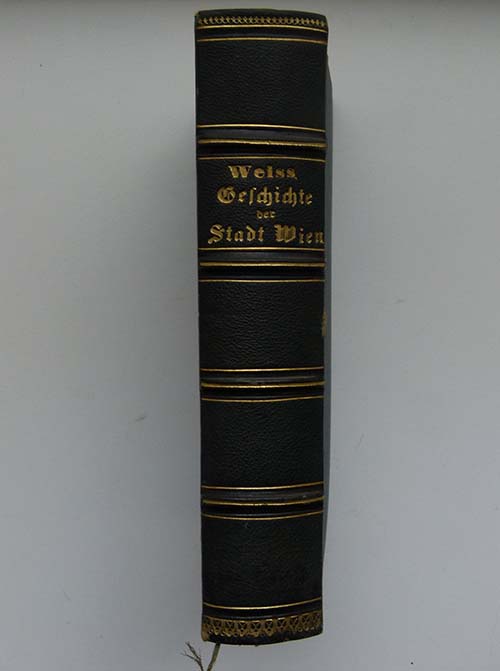 Weiss,
Geschichte
der
Stadt Wien